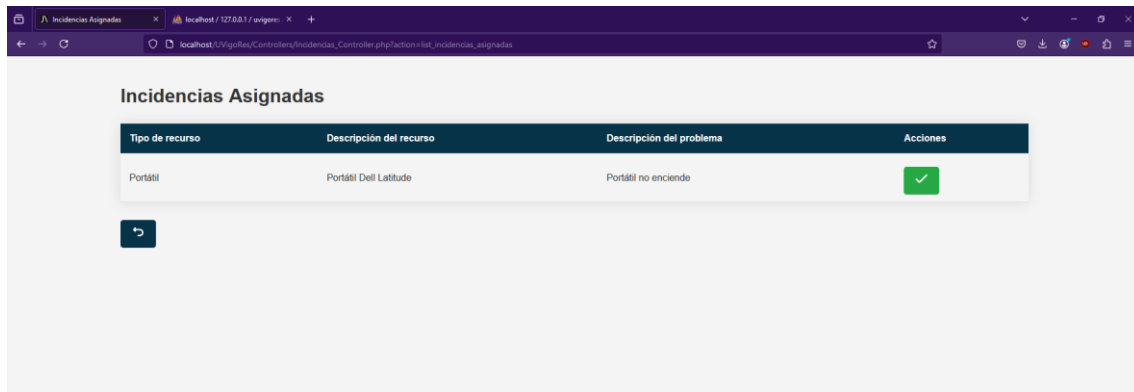 Incidencias Asignadas
localhost / 127.0.0.1 / uvigores
localhost/UVigoRes/Controllers/Incidencias_Controller.php?action=list_incidencias_asignadas
Incidencias Asignadas
Tipo de recurso Descripción del recurso Descripción del problema Acciones
Portátil Portátil Dell Latitude Portátil no enciende